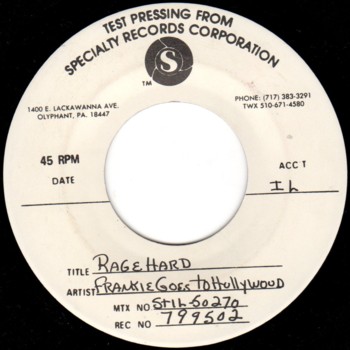 TEST PRESSING FROM
SPECIALTY RECORDS CORPORATION
S
TM
1400 E. LACKAWANNA AVE.
OLYPHANT, PA. 18447
PHONE: (717) 383-3291
TWX 510-671-4580
45 RPM
ACC T
DATE
IL
TITLE RAGE HARD
ARTIST FRANKIE GOES TO HOLLYWOOD
MTX NO STIL-50270
REC NO 799502